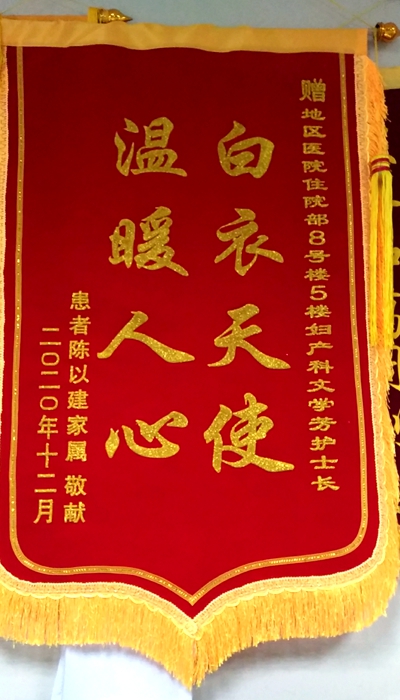 赠地区医院住院部8号楼5楼妇产科文学芳护士长
白衣天使
温暖人心
患者陈以建家属 敬献
二〇二〇年十二月